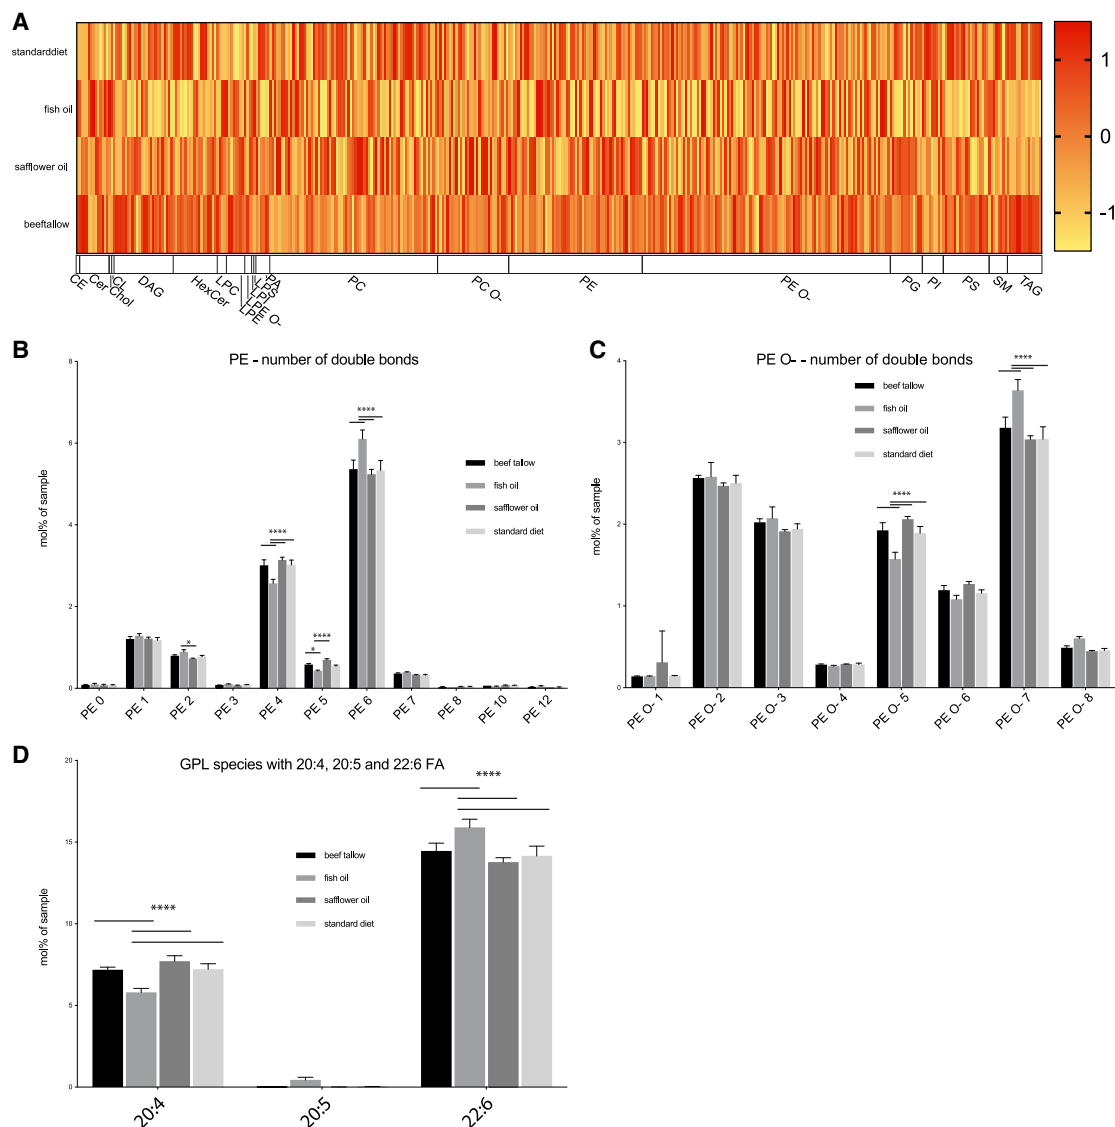 A
standarddiet
fish oil
safflower oil
beeftallow
1
0
-1
CE
Cer
Chol
CL
DAG
HexCer
LPC
LPE
LPE O-
LPI
LPS
PA
PC
PC O-
PE
PE O-
PG
PI
PS
SM
TAG
B
PE - number of double bonds
mol% of sample
8
6
4
2
0
*
****
*
****
****
beef tallow
fish oil
safflower oil
standard diet
PE 0
PE 1
PE 2
PE 3
PE 4
PE 5
PE 6
PE 7
PE 8
PE 10
PE 12
C
PE O- - number of double bonds
mol% of sample
4
3
2
1
0
****
****
beef tallow
fish oil
safflower oil
standard diet
PE O- 1
PE O- 2
PE O- 3
PE O- 4
PE O- 5
PE O- 6
PE O- 7
PE O- 8
D
GPL species with 20:4, 20:5 and 22:6 FA
mol% of sample
20
15
10
5
0
****
****
beef tallow
fish oil
safflower oil
standard diet
20:4
20:5
22:6